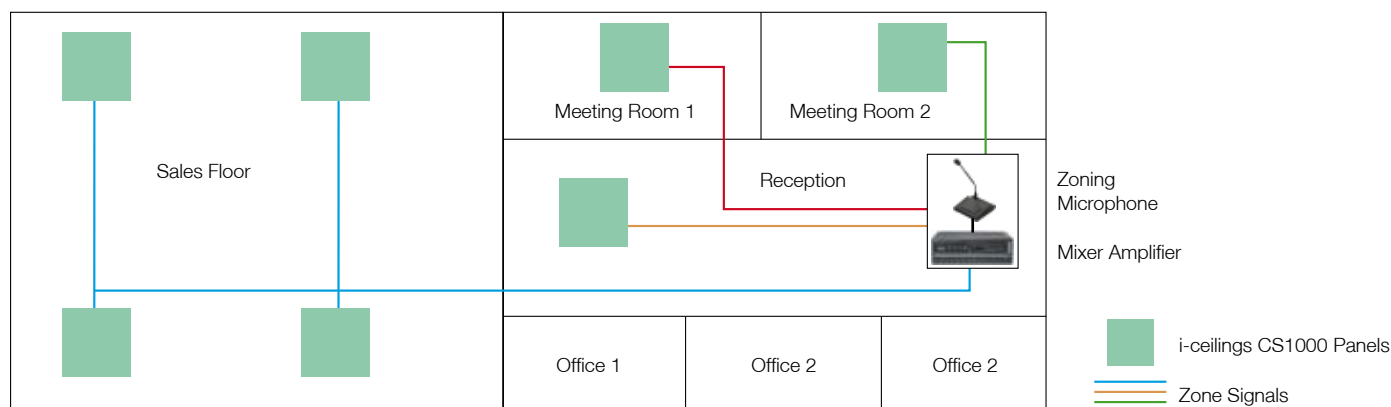 Meeting Room 1
Meeting Room 2
Sales Floor
Reception
Zoning
Microphone
Mixer Amplifier
Office 1
Office 2
Office 2
i-ceilings CS1000 Panels
Zone Signals